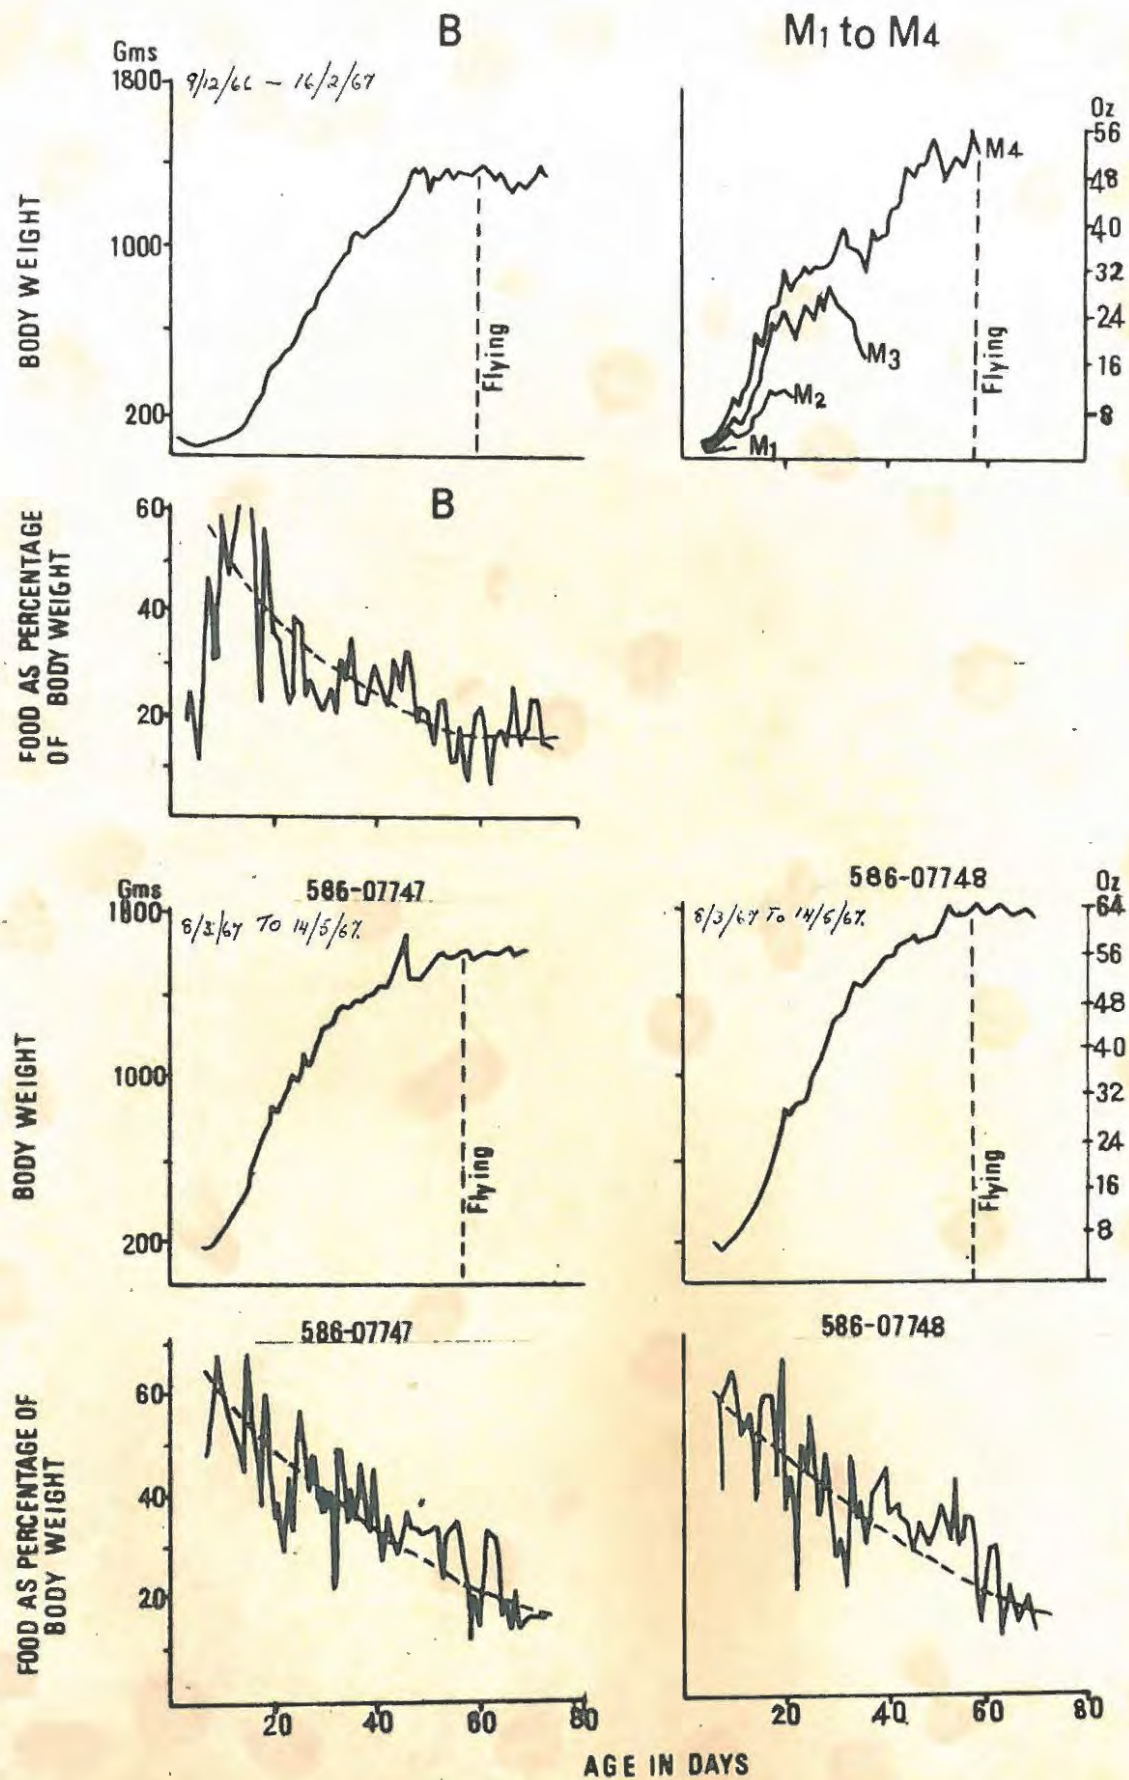 B
M1 to M4
Gms
1800
9/12/66 - 16/2/67
1000
200
BODY WEIGHT
Flying
Oz
56
48
40
32
24
16
8
M4
M3
M2
M1
Flying
B
60
40
20
FOOD AS PERCENTAGE
OF BODY WEIGHT
586-07747
Gms
1800
8/3/67 TO 14/5/67.
1000
200
BODY WEIGHT
Flying
586-07748
8/3/67 To 14/5/67.
Oz
64
56
48
40
32
24
16
8
Flying
586-07747
60
40
20
FOOD AS PERCENTAGE OF
BODY WEIGHT
20 40 60 80
586-07748
20 40 60 80
AGE IN DAYS